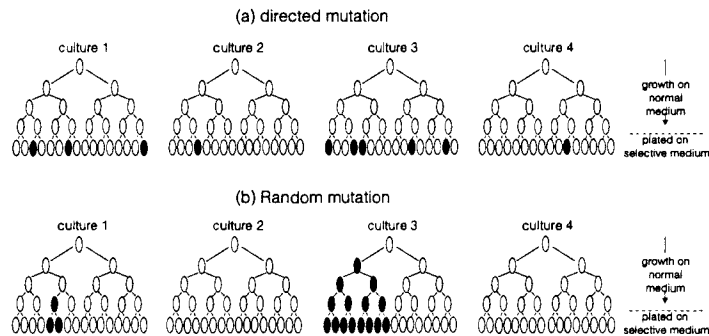 (a) directed mutation
culture 1
culture 2
culture 3
culture 4
growth on
normal
medium
plated on
selective medium
(b) Random mutation
culture 1
culture 2
culture 3
culture 4
growth on
normal
medium
plated on
selective medium